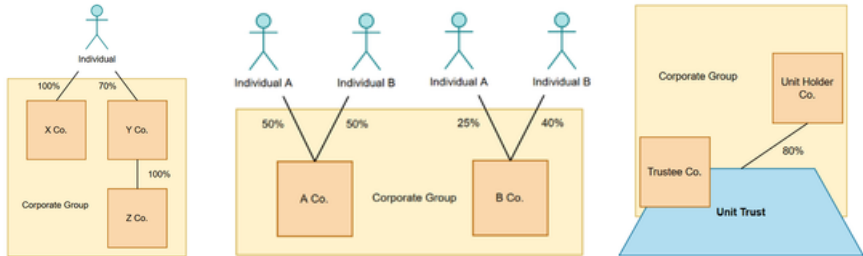 Individual
100%
70%
X Co.
Y Co.
100%
Corporate Group
Z Co.
Individual A
Individual B
Individual A
Individual B
50%
50%
25%
40%
A Co.
Corporate Group
B Co.
Corporate Group
Unit Holder
Co.
80%
Trustee Co.
Unit Trust